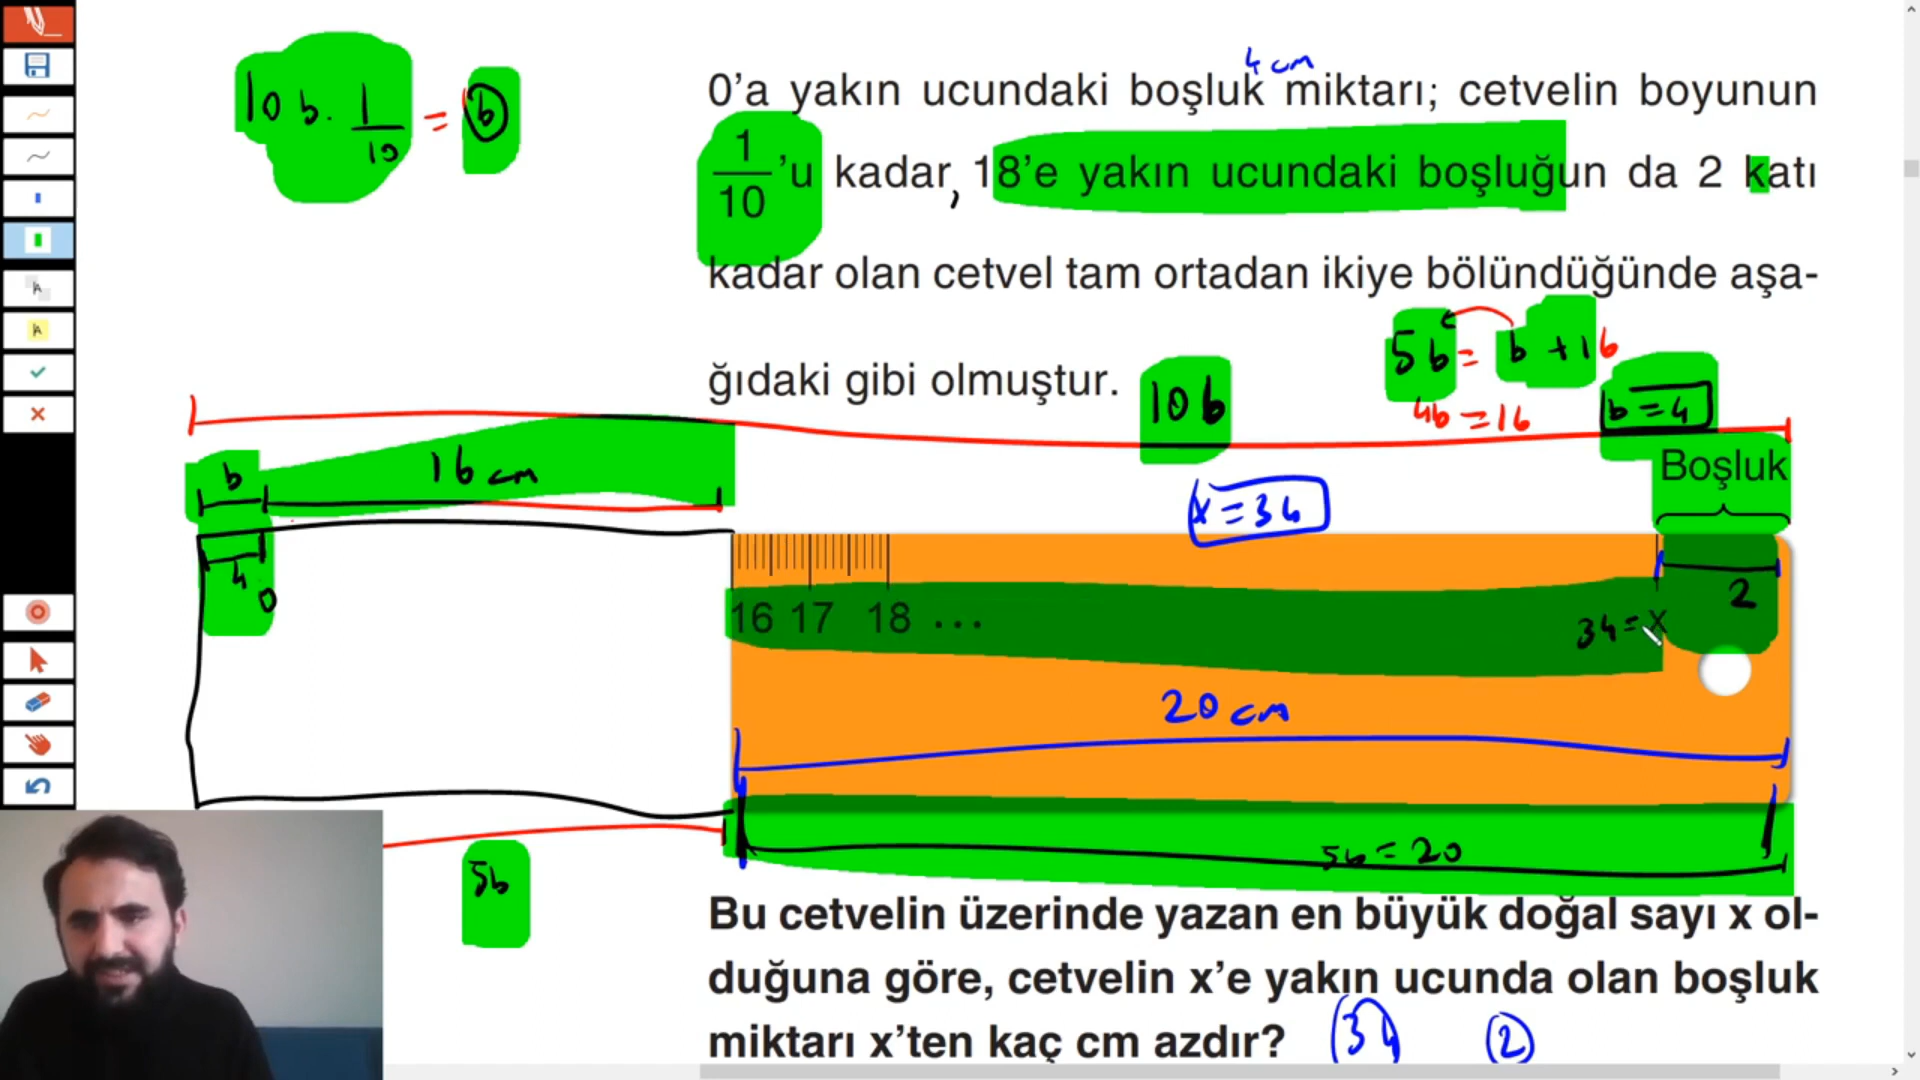 10b. 1/10 = b
4 cm
0’a yakın ucundaki boşluk miktarı; cetvelin boyunun
1/10 ’u kadar, 18’e yakın ucundaki boşluğun da 2 katı
kadar olan cetvel tam ortadan ikiye bölündüğünde aşa-
ğıdaki gibi olmuştur.
10b
5b = b + 16
4b = 16
b = 4
b
16 cm
Boşluk
x = 34
4
0
16 17 18 ...
34 = x
2
20 cm
5b = 20
5b
Bu cetvelin üzerinde yazan en büyük doğal sayı x ol-
duğuna göre, cetvelin x’e yakın ucunda olan boşluk
miktarı x’ten kaç cm azdır?
34 2